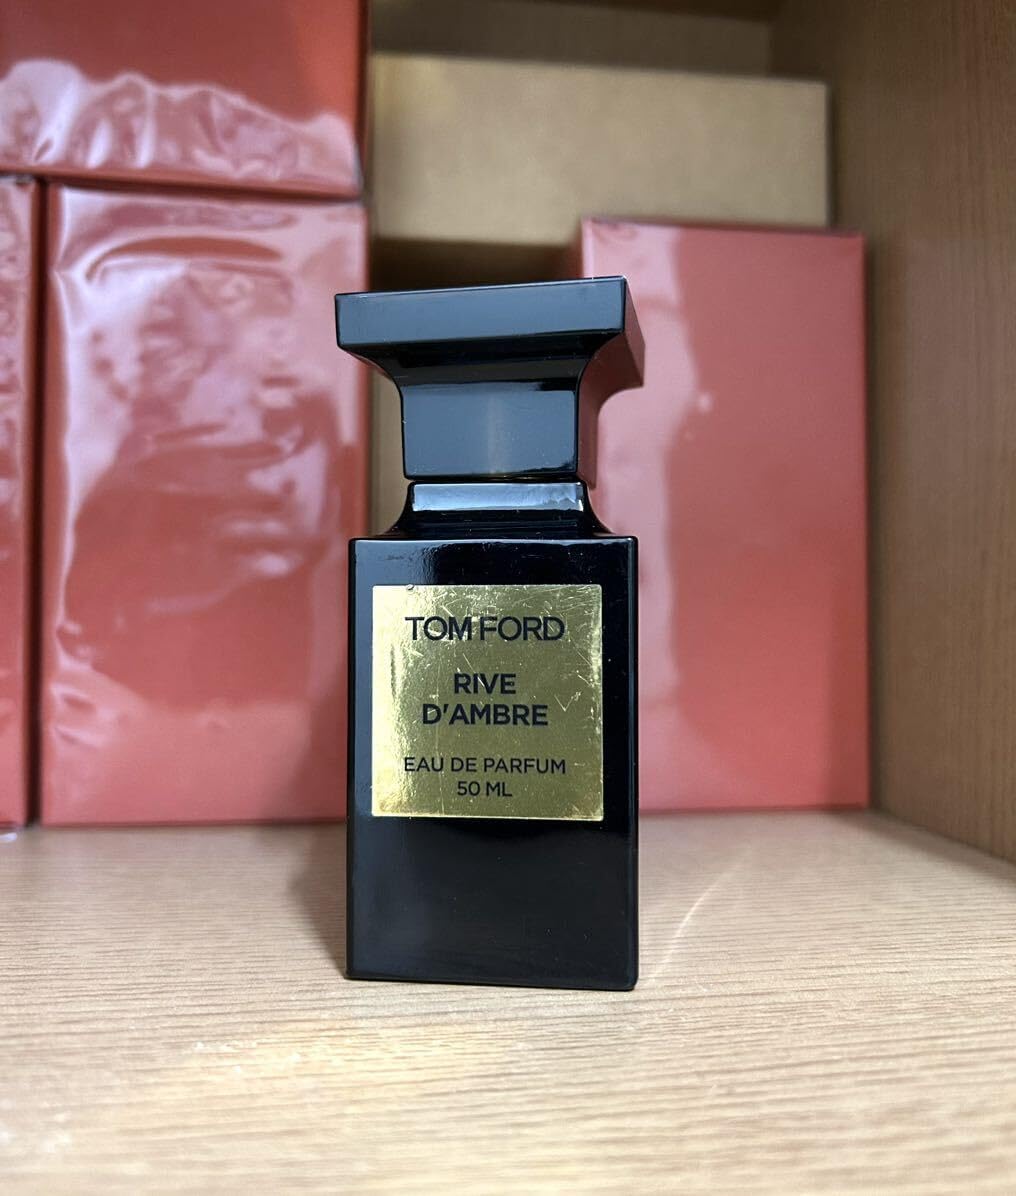 TOM FORD
RIVE
D'AMBRE
EAU DE PARFUM
50 ML